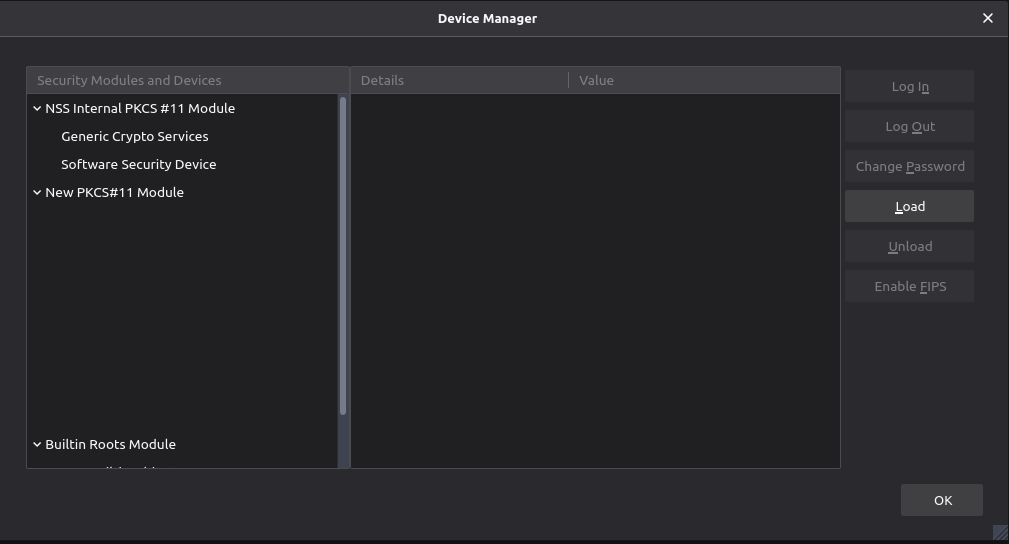 Device Manager
Security Modules and Devices
Details
Value
NSS Internal PKCS #11 Module
Generic Crypto Services
Software Security Device
New PKCS#11 Module
Builtin Roots Module
Log In
Log Out
Change Password
Load
Unload
Enable FIPS
OK